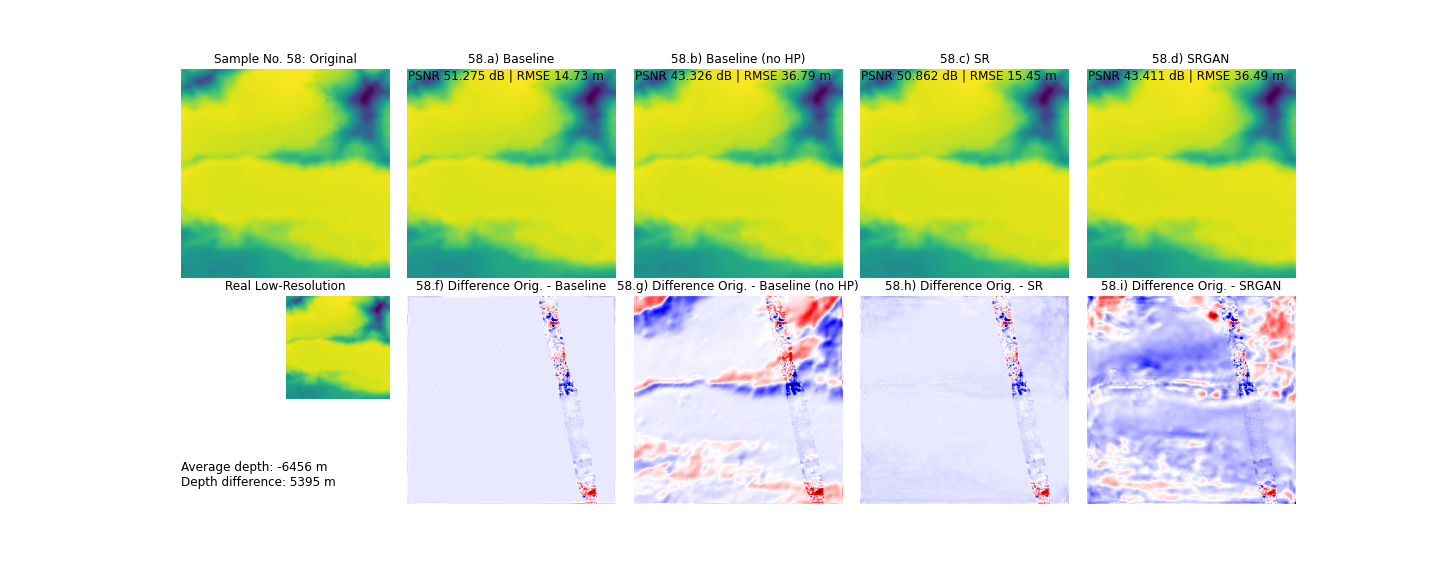 Sample No. 58: Original
58.a) Baseline
58.b) Baseline (no HP)
58.c) SR
58.d) SRGAN
PSNR 51.275 dB | RMSE 14.73 m
PSNR 43.326 dB | RMSE 36.79 m
PSNR 50.862 dB | RMSE 15.45 m
PSNR 43.411 dB | RMSE 36.49 m
Real Low-Resolution
58.f) Difference Orig. - Baseline
58.g) Difference Orig. - Baseline (no HP)
58.h) Difference Orig. - SR
58.i) Difference Orig. - SRGAN
Average depth: -6456 m
Depth difference: 5395 m